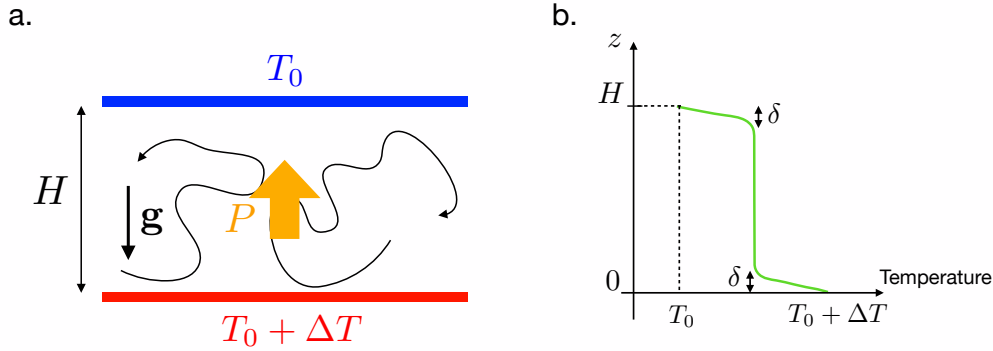 a.
T₀
H
g
P
T₀ + ΔT
b.
z
H
δ
δ
0
Temperature
T₀
T₀ + ΔT